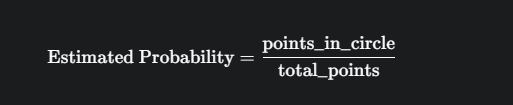 Estimated Probability = points_in_circle / total_points